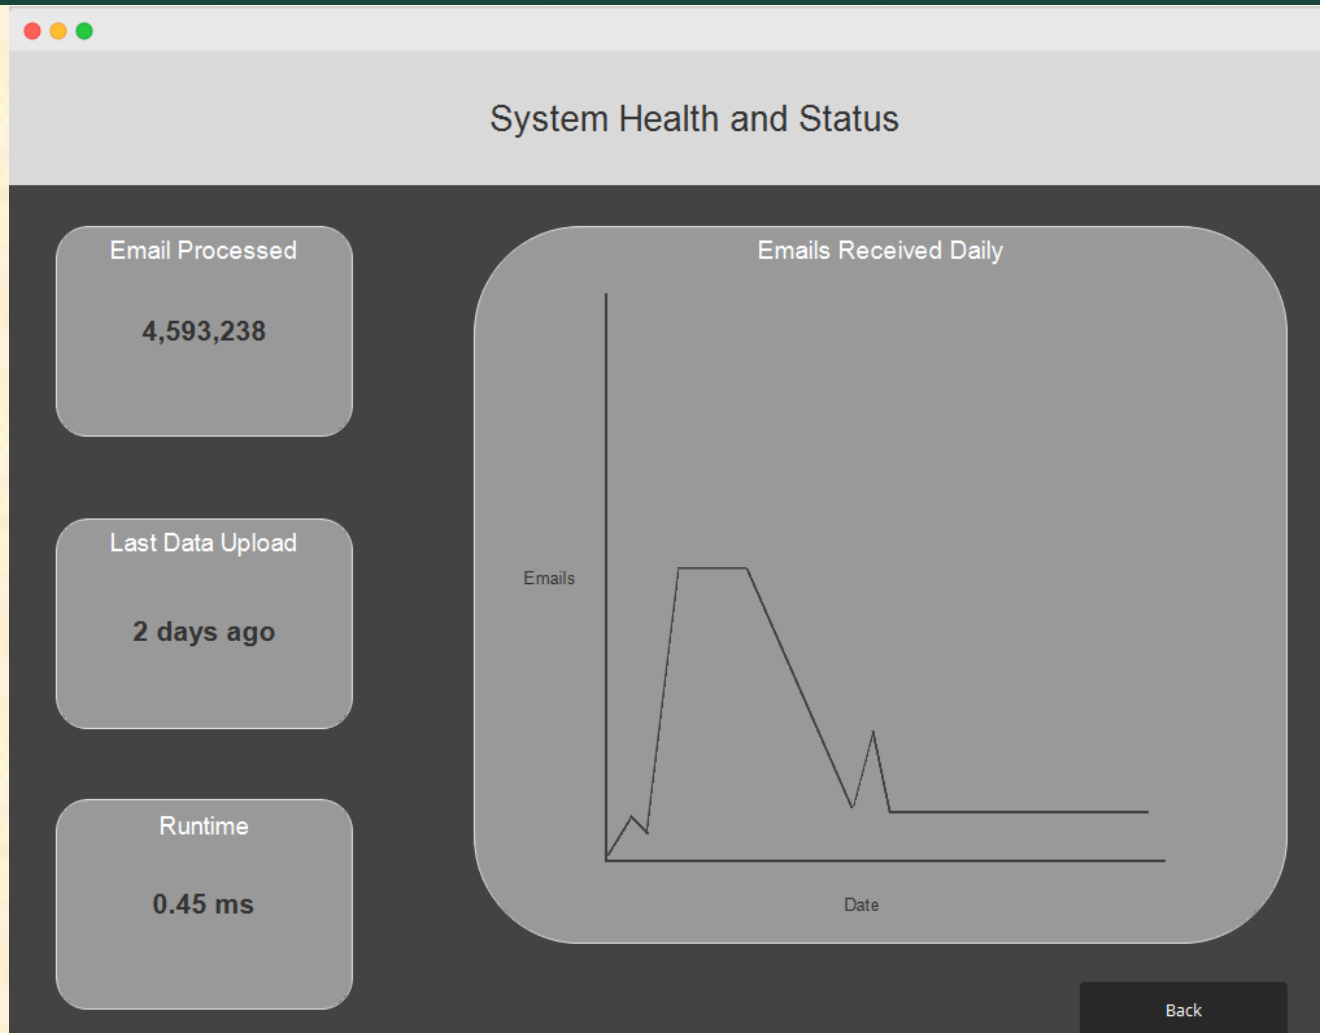 System Health and Status
Email Processed
4,593,238
Last Data Upload
2 days ago
Runtime
0.45 ms
Emails Received Daily
Emails
Date
Back